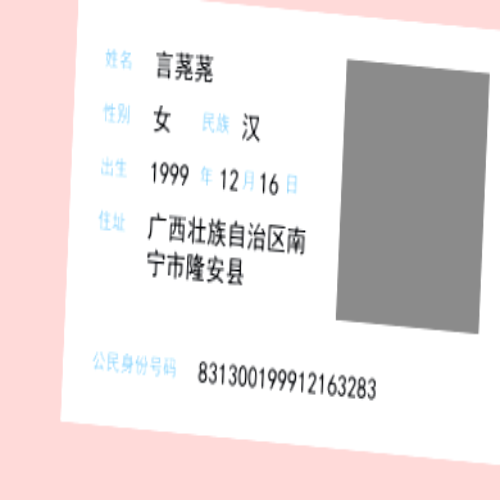 姓名 言荛荛
性别 女 民族 汉
出生 1999 年 12 月 16 日
住址 广西壮族自治区南
宁市隆安县
公民身份号码 831300199912163283